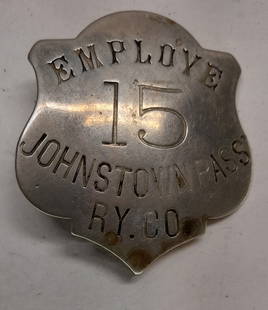 EMPLOYE
15
JOHNSTOWN PASS
RY. CO